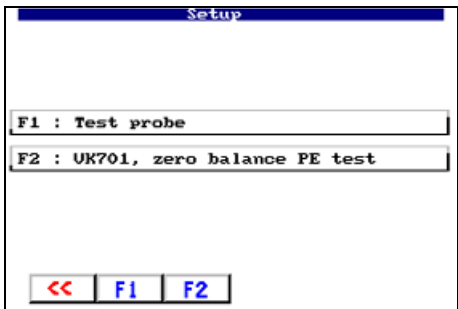 Setup
F1 : Test probe
F2 : VK701, zero balance PE test
<< F1 F2